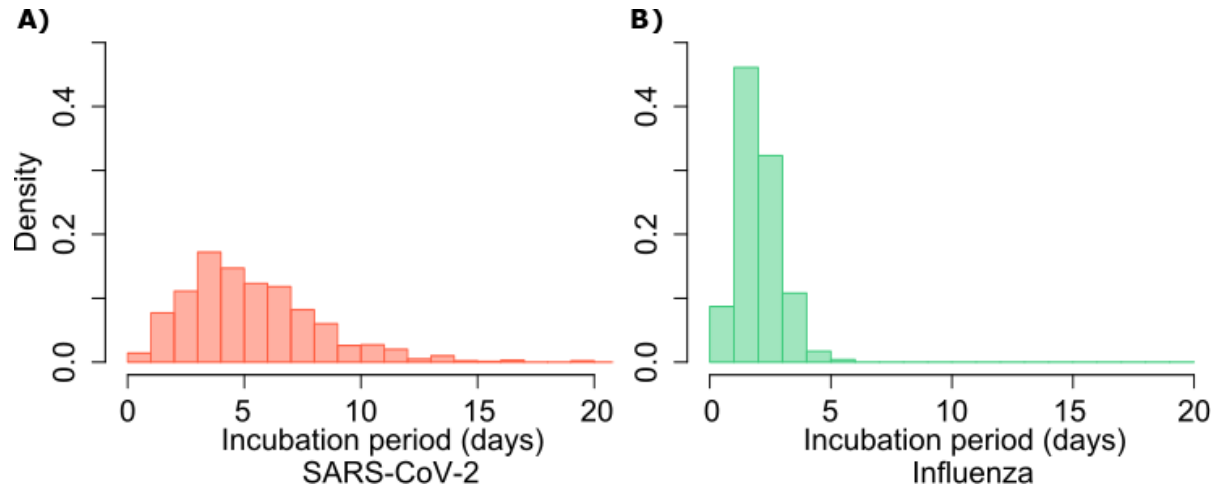 A)
Density
0.0
0.2
0.4
0 5 10 15 20
Incubation period (days)
SARS-CoV-2
B)
0.0
0.2
0.4
0 5 10 15 20
Incubation period (days)
Influenza